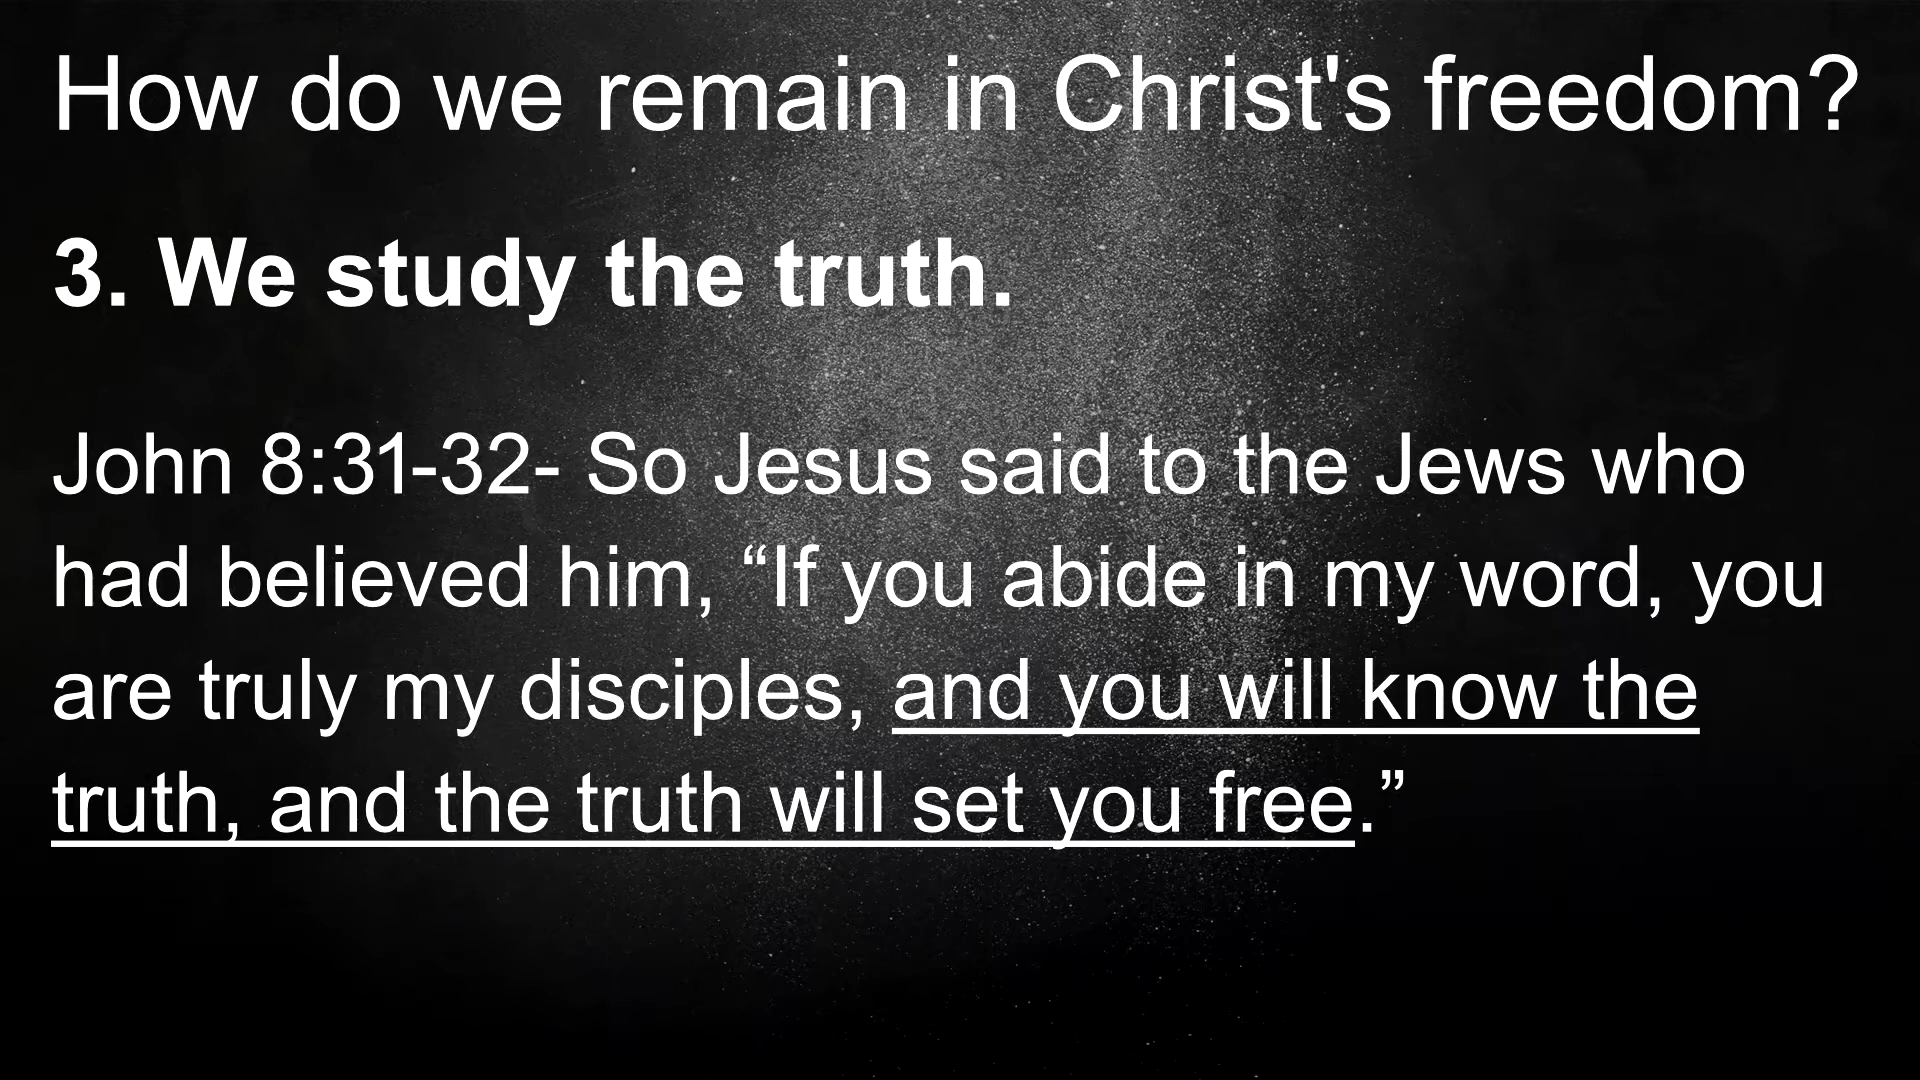 How do we remain in Christ's freedom?
3. We study the truth.
John 8:31-32- So Jesus said to the Jews who
had believed him, “If you abide in my word, you
are truly my disciples, and you will know the
truth, and the truth will set you free.”